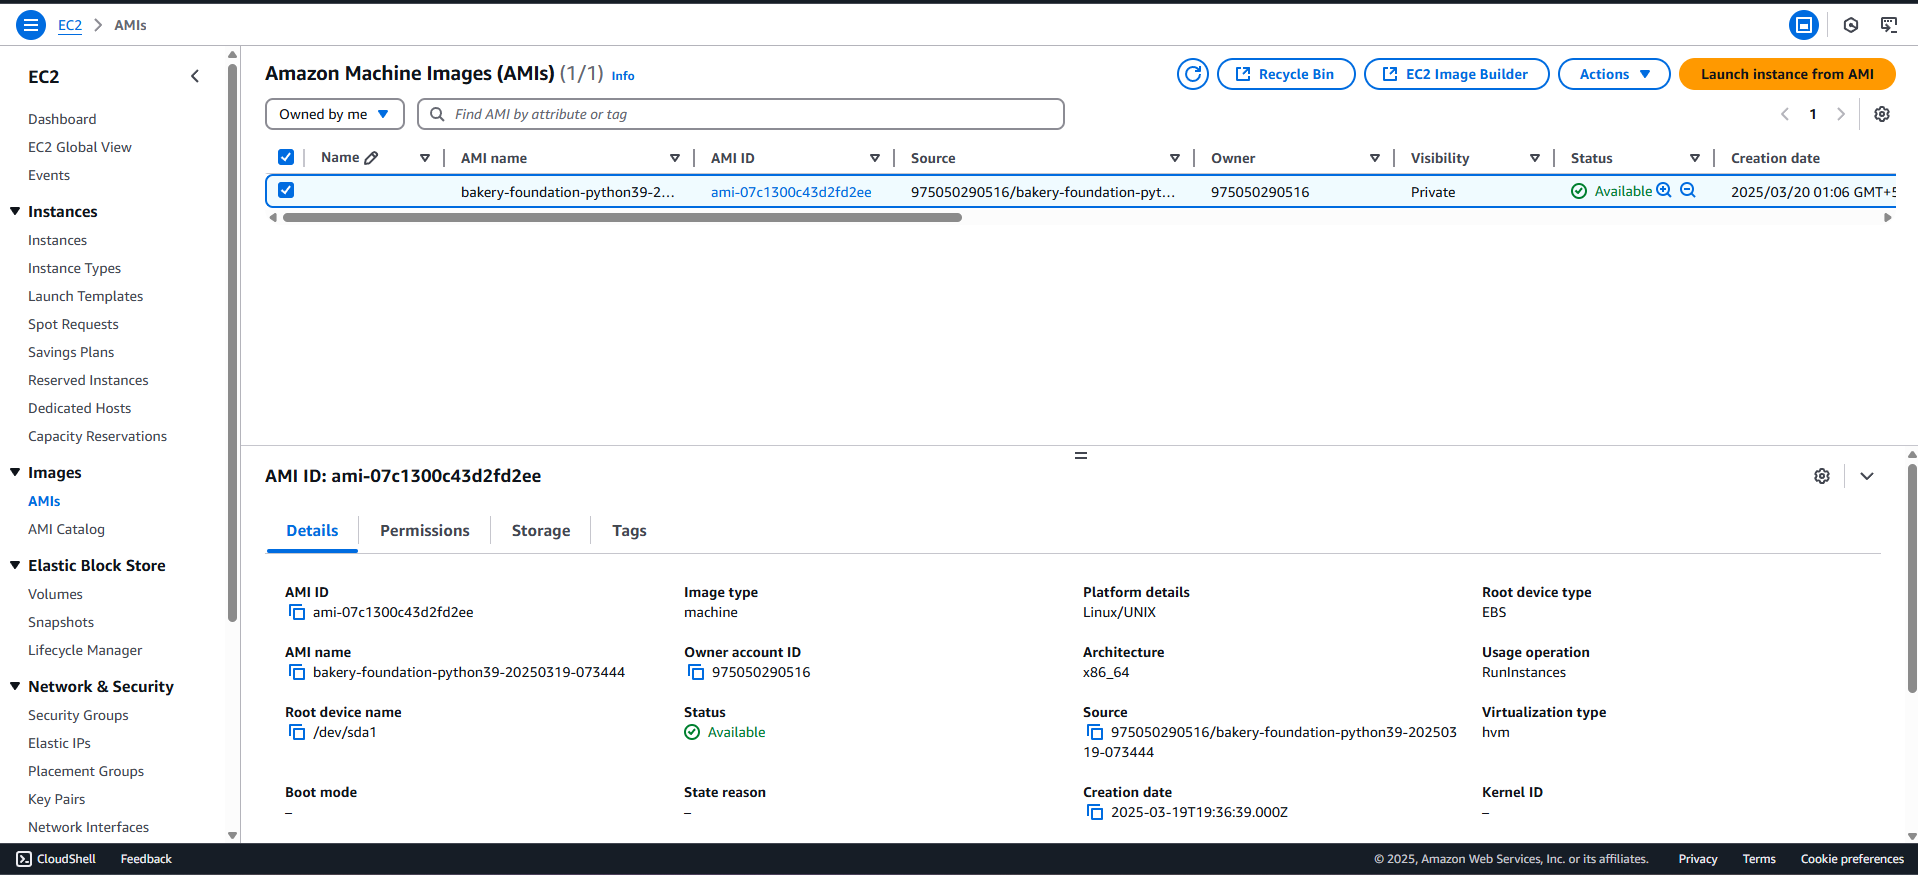 EC2 > AMIs
EC2
Dashboard
EC2 Global View
Events
Instances
Instances
Instance Types
Launch Templates
Spot Requests
Savings Plans
Reserved Instances
Dedicated Hosts
Capacity Reservations
Images
AMIs
AMI Catalog
Elastic Block Store
Volumes
Snapshots
Lifecycle Manager
Network & Security
Security Groups
Elastic IPs
Placement Groups
Key Pairs
Network Interfaces
Amazon Machine Images (AMIs) (1/1) Info
Recycle Bin
EC2 Image Builder
Actions
Launch instance from AMI
Owned by me
Find AMI by attribute or tag
1
Name AMI name AMI ID Source Owner Visibility Status Creation date
bakery-foundation-python39-2... ami-07c1300c43d2fd2ee 975050290516/bakery-foundation-pyt... 975050290516 Private Available 2025/03/20 01:06 GMT+5
AMI ID: ami-07c1300c43d2fd2ee
Details Permissions Storage Tags
AMI ID Image type Platform details Root device type
ami-07c1300c43d2fd2ee machine Linux/UNIX EBS
AMI name Owner account ID Architecture Usage operation
bakery-foundation-python39-20250319-073444 975050290516 x86_64 RunInstances
Root device name Status Source Virtualization type
/dev/sda1 Available 975050290516/bakery-foundation-python39-202503 hvm
19-073444
Boot mode State reason Creation date Kernel ID
– – 2025-03-19T19:36:39.000Z –
CloudShell Feedback © 2025, Amazon Web Services, Inc. or its affiliates. Privacy Terms Cookie preferences